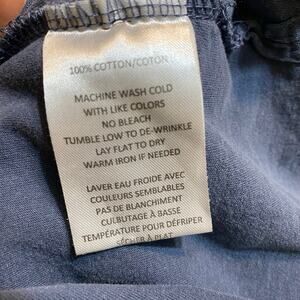 100% COTTON/COTON
MACHINE WASH COLD
WITH LIKE COLORS
NO BLEACH
TUMBLE LOW TO DE-WRINKLE
LAY FLAT TO DRY
WARM IRON IF NEEDED
LAVER EAU FROIDE AVEC
COULEURS SEMBLABLES
PAS DE BLANCHIMENT
CULBUTAGE À BASSE
TEMPÉRATURE POUR DÉFRIPER
SÉCHER À PLAT